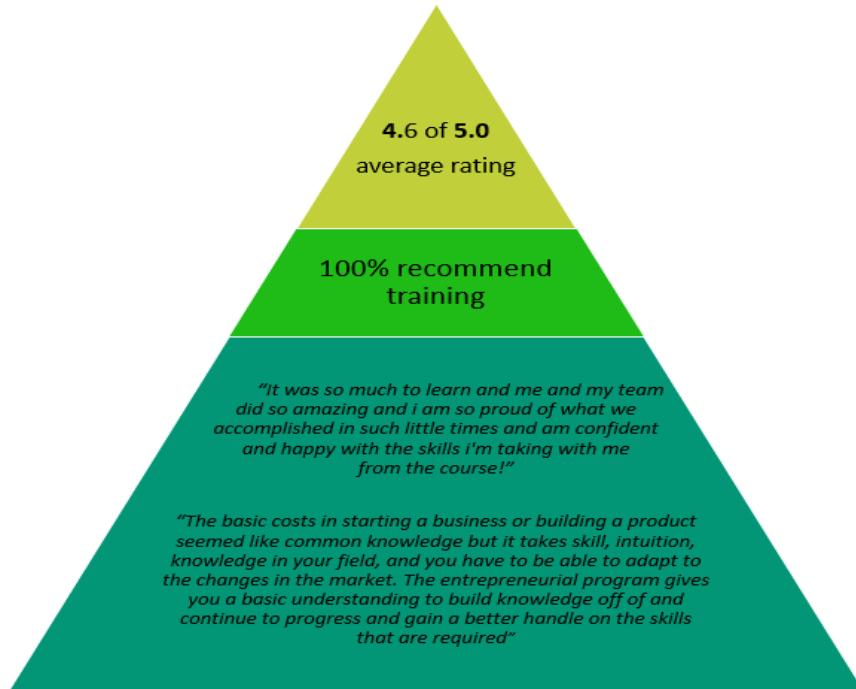 4.6 of 5.0
average rating
100% recommend
training
“It was so much to learn and me and my team
did so amazing and i am so proud of what we
accomplished in such little times and am confident
and happy with the skills i'm taking with me
from the course!”
“The basic costs in starting a business or building a product
seemed like common knowledge but it takes skill, intuition,
knowledge in your field, and you have to be able to adapt to
the changes in the market. The entrepreneurial program gives
you a basic understanding to build knowledge off of and
continue to progress and gain a better handle on the skills
that are required”